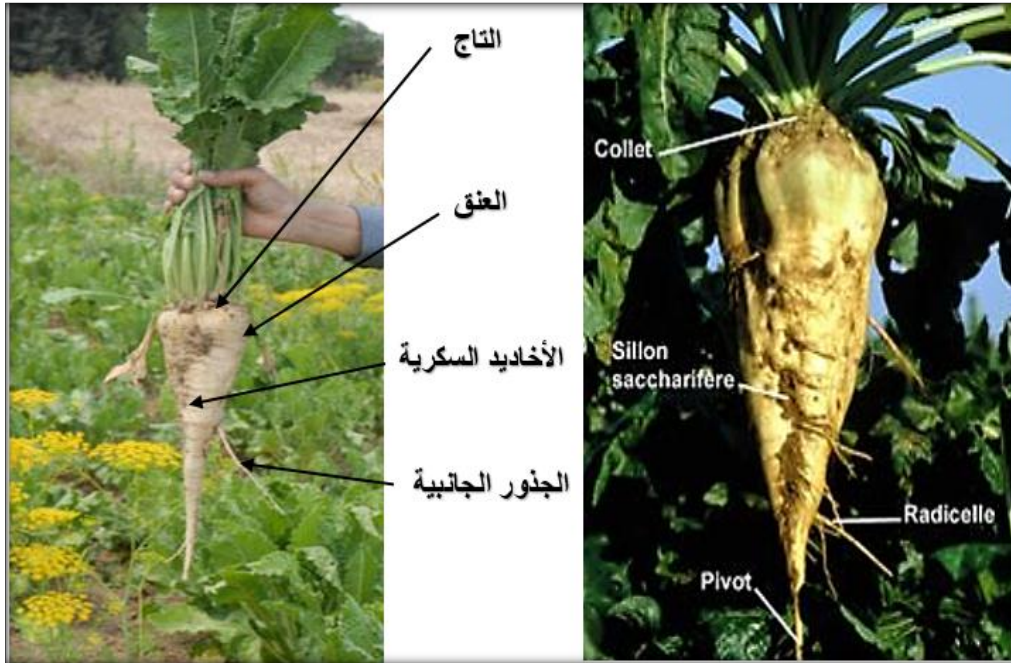 التاج
العنق
الأخاديد السكرية
الجذور الجانبية
Collet
Sillon
saccharifère
Radicelle
Pivot